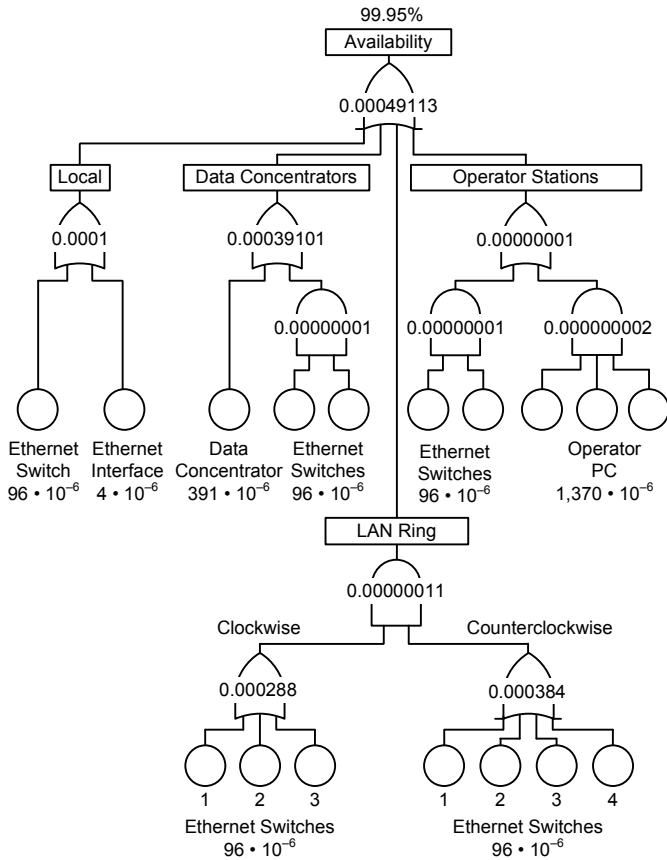 99.95%
Availability
0.00049113
Local
Data Concentrators
Operator Stations
0.0001
0.00039101
0.00000001
0.00000001
0.00000001
0.000000002
Ethernet
Switch
96 • 10⁻⁶
Ethernet
Interface
4 • 10⁻⁶
Data
Concentrator
391 • 10⁻⁶
Ethernet
Switches
96 • 10⁻⁶
Ethernet
Switches
96 • 10⁻⁶
Operator
PC
1,370 • 10⁻⁶
LAN Ring
0.00000011
Clockwise
Counterclockwise
0.000288
0.000384
1 2 3
1 2 3 4
Ethernet Switches
96 • 10⁻⁶
Ethernet Switches
96 • 10⁻⁶